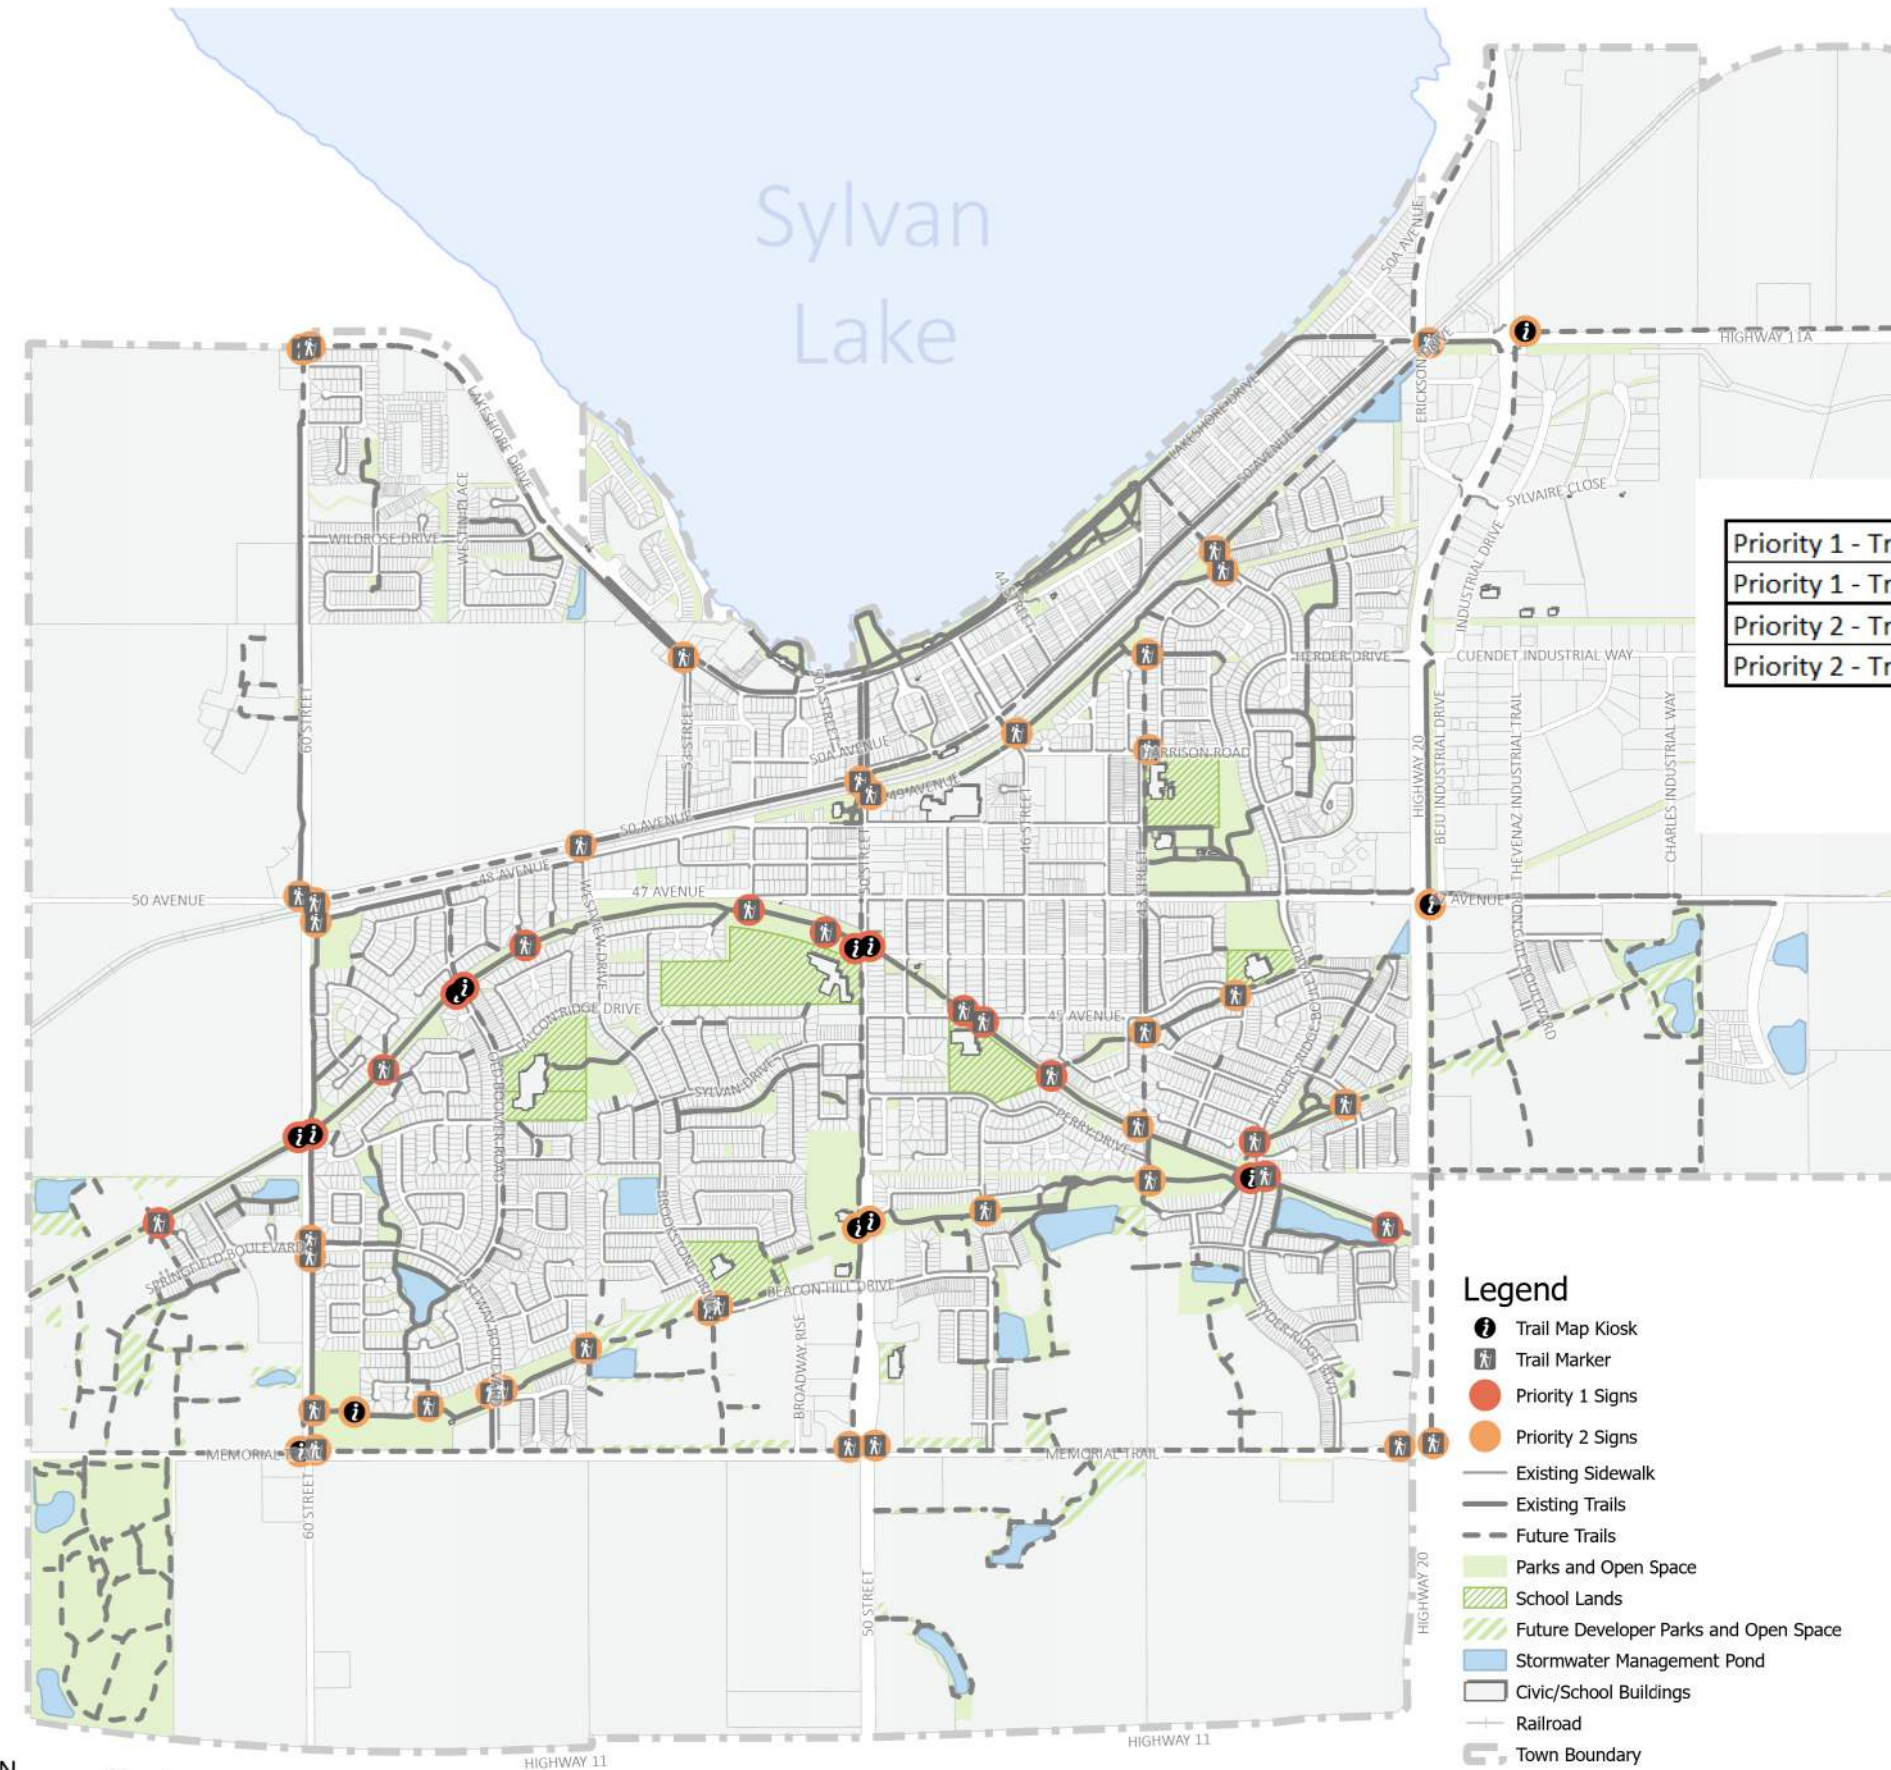 Sylvan
Lake
50A AVENUE
HIGHWAY 11A
ERICKSON DRIVE
LAKESHORE DRIVE
LAKESHORE DRIVE
50 AVENUE
WESTIN PLACE
WILDROSE DRIVE
SYLVAIRE CLOSE
INDUSTRIAL DRIVE
44 STREET
Priority 1 - Tr
Priority 1 - Tr
Priority 2 - Tr
Priority 2 - Tr
HERDER DRIVE
CUENDET INDUSTRIAL WAY
60 STREET
53 STREET
50A STREET
50A AVENUE
HARRISON ROAD
49 AVENUE
46 STREET
HIGHWAY 20
BEJU INDUSTRIAL DRIVE
THEVENAZ INDUSTRIAL TRAIL
CHARLES INDUSTRIAL WAY
50 AVENUE
48 AVENUE
50 STREET
43 STREET
50 AVENUE
47 AVENUE
47 AVENUE
WESTVIEW DRIVE
FALCON RIDGE DRIVE
45 AVENUE
OLD BOOMER ROAD
SYLVAN DRIVE
PERRY DRIVE
SPRINGFIELD BOULEVARD
BROOKSTONE DRIVE
BEACON HILL DRIVE
BROADWAY RISE
RYDER RIDGE BLVD
MEMORIAL TRAIL
MEMORIAL TRAIL
60 STREET
50 STREET
HIGHWAY 20
HIGHWAY 11
HIGHWAY 11
N
Legend
Trail Map Kiosk
Trail Marker
Priority 1 Signs
Priority 2 Signs
Existing Sidewalk
Existing Trails
Future Trails
Parks and Open Space
School Lands
Future Developer Parks and Open Space
Stormwater Management Pond
Civic/School Buildings
Railroad
Town Boundary